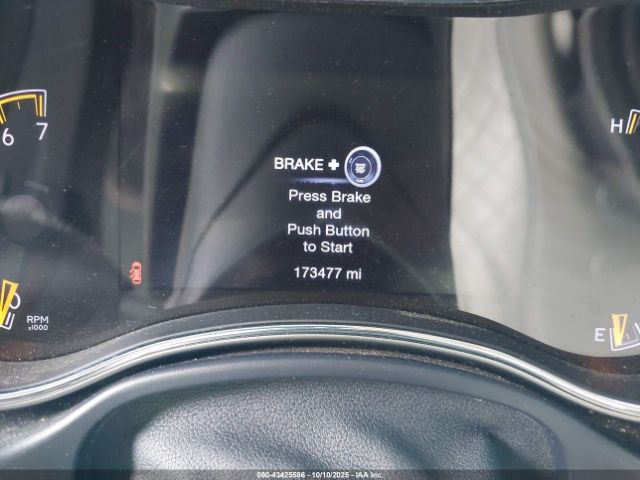 6 7
H
BRAKE +
Press Brake
and
Push Button
to Start
173477 mi
RPM
x1000
E
000-43425586 - 10/10/2025 - IAA Inc.